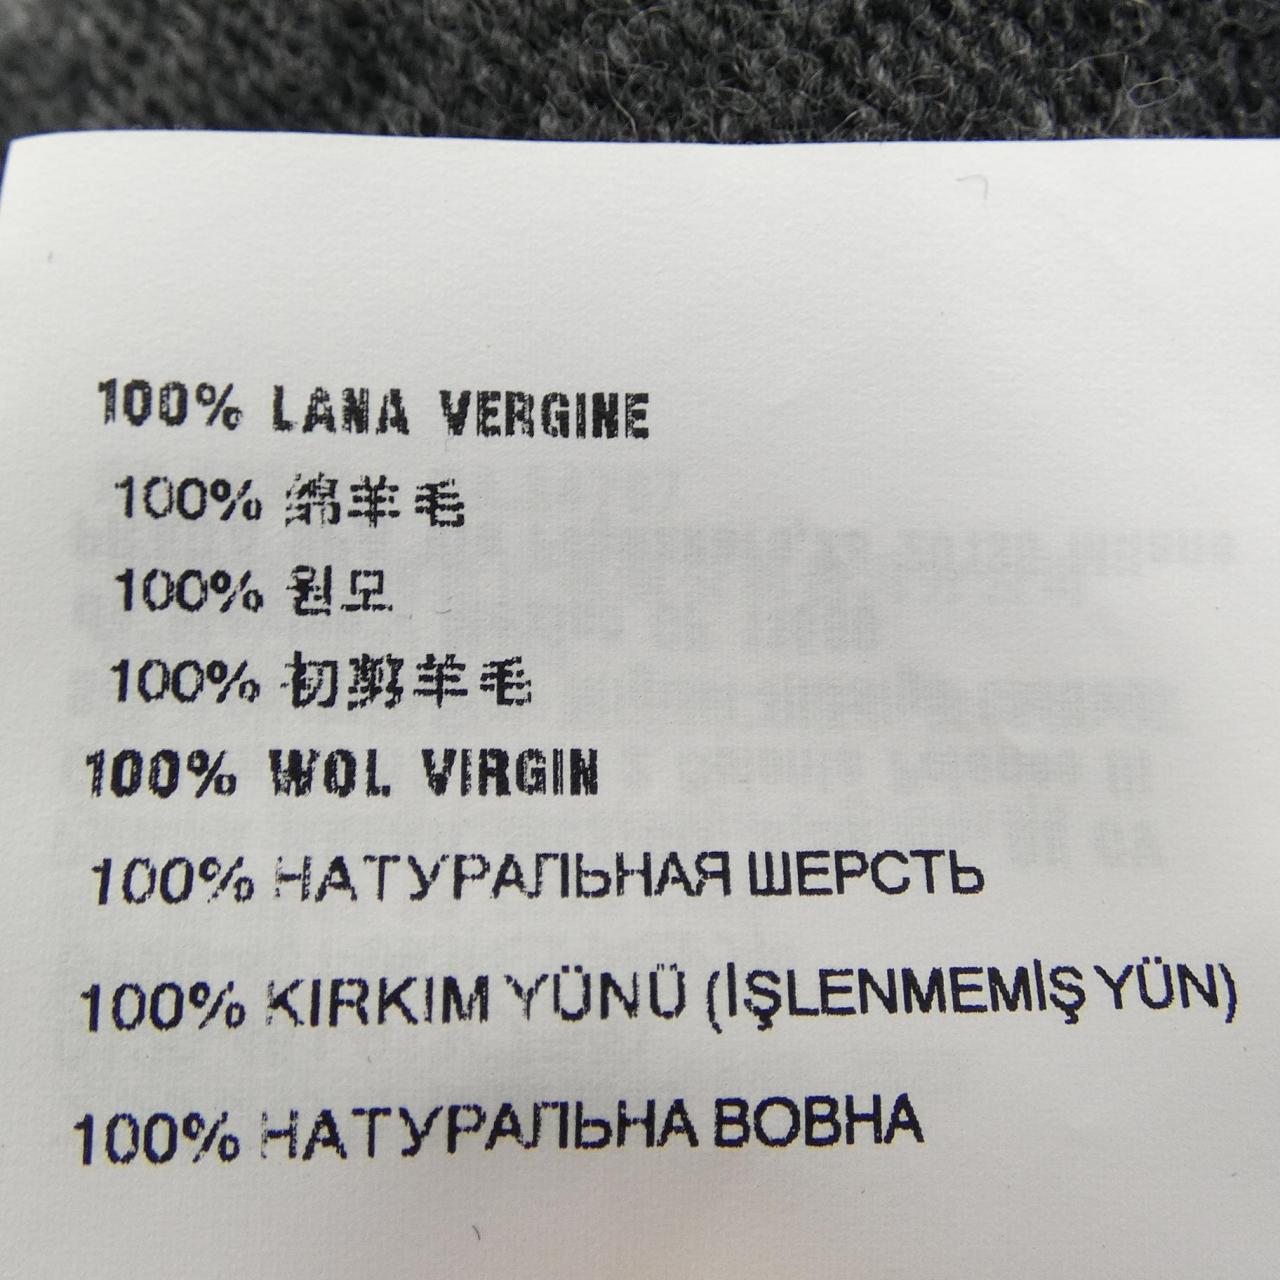 100% LANA VERGINE
100% 绵羊毛
100% 원모
100% 初剪羊毛
100% WOL VIRGIN
100% НАТУРАЛЬНАЯ ШЕРСТЬ
100% KIRKIM YÜNÜ (İŞLENMEMİŞ YÜN)
100% НАТУРАЛЬНА ВОВНА